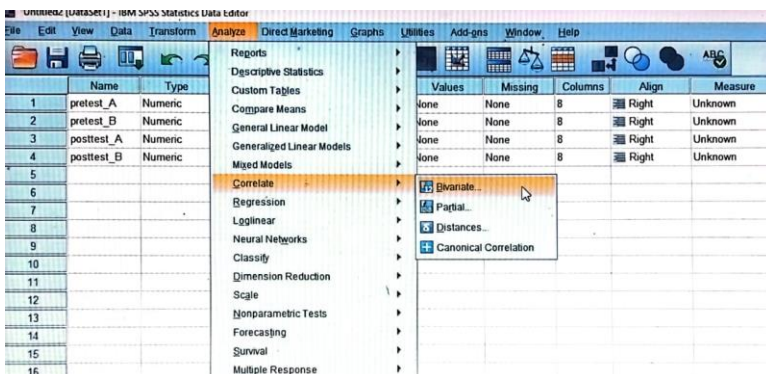 Untitled2 [DataSet1] - IBM SPSS Statistics Data Editor
File Edit View Data Transform Analyze Direct Marketing Graphs Utilities Add-ons Window Help
ABC
Name Type Values Missing Columns Align Measure
1 pretest_A Numeric None None 8 Right Unknown
2 pretest_B Numeric None None 8 Right Unknown
3 posttest_A Numeric None None 8 Right Unknown
4 posttest_B Numeric None None 8 Right Unknown
5
6
7
8
9
10
11
12
13
14
15
16
Reports
Descriptive Statistics
Custom Tables
Compare Means
General Linear Model
Generalized Linear Models
Mixed Models
Correlate
Regression
Loglinear
Neural Networks
Classify
Dimension Reduction
Scale
Nonparametric Tests
Forecasting
Survival
Multiple Response
Bivariate...
Partial...
Distances...
Canonical Correlation